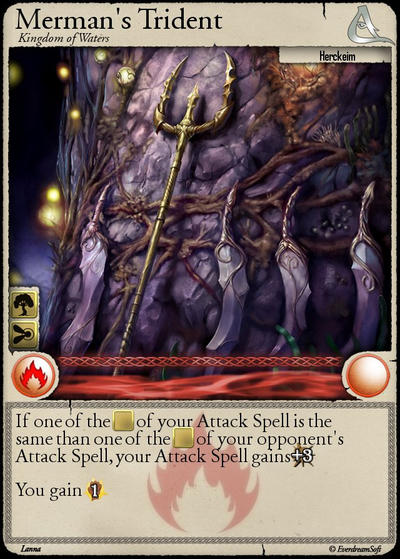 Merman's Trident
Kingdom of Waters
Herckeim
If one of the of your Attack Spell is the
same than one of the of your opponent's
Attack Spell, your Attack Spell gains +3
You gain 1
Lanna
© EverdreamSoft